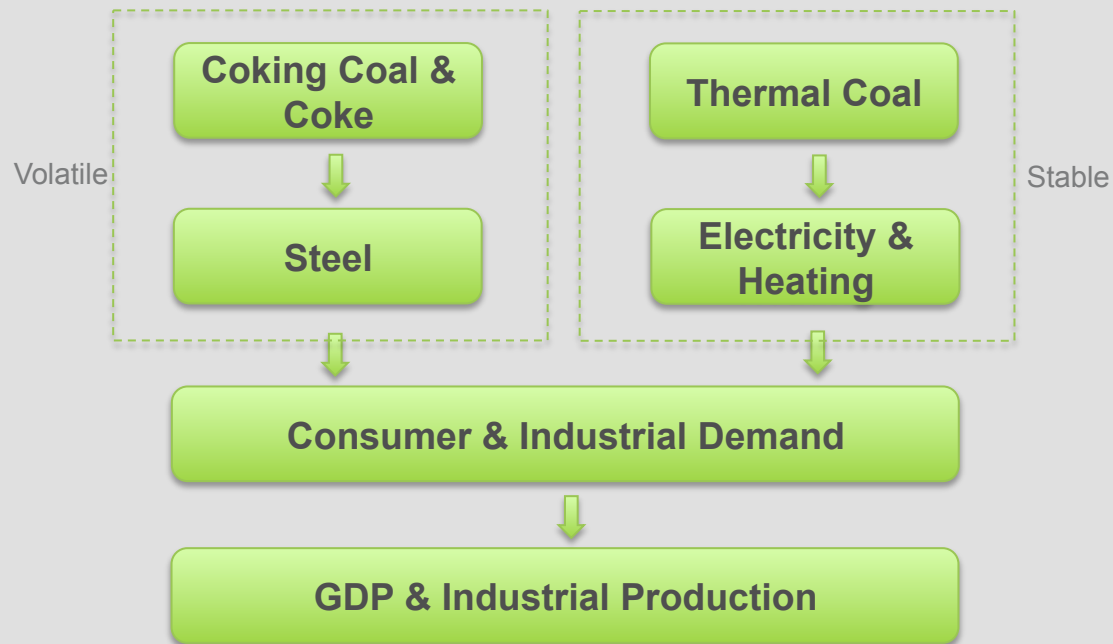 Coking Coal &
Coke
Thermal Coal
Volatile
Stable
Steel
Electricity &
Heating
Consumer & Industrial Demand
GDP & Industrial Production